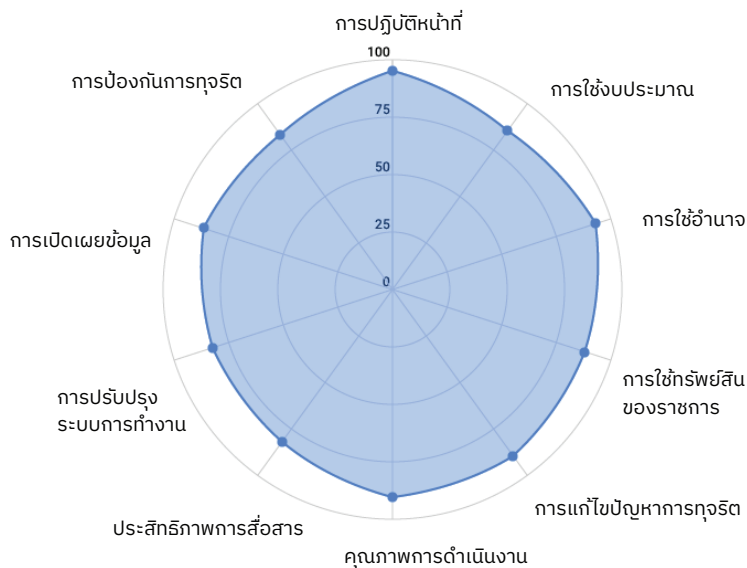 การปฏิบัติหน้าที่
100
การป้องกันการทุจริต
การใช้งบประมาณ
75
50
การใช้อำนาจ
25
การเปิดเผยข้อมูล
0
การใช้ทรัพย์สิน
ของราชการ
การปรับปรุง
ระบบการทำงาน
การแก้ไขปัญหาการทุจริต
ประสิทธิภาพการสื่อสาร
คุณภาพการดำเนินงาน